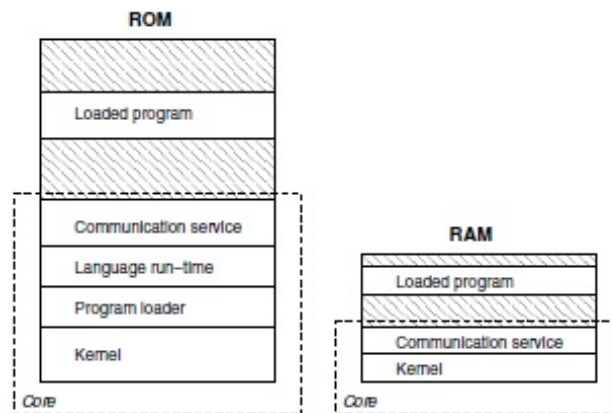 ROM
Loaded program
Communication service
Language run-time
Program loader
Kernel
Core
RAM
Loaded program
Communication service
Kernel
Core